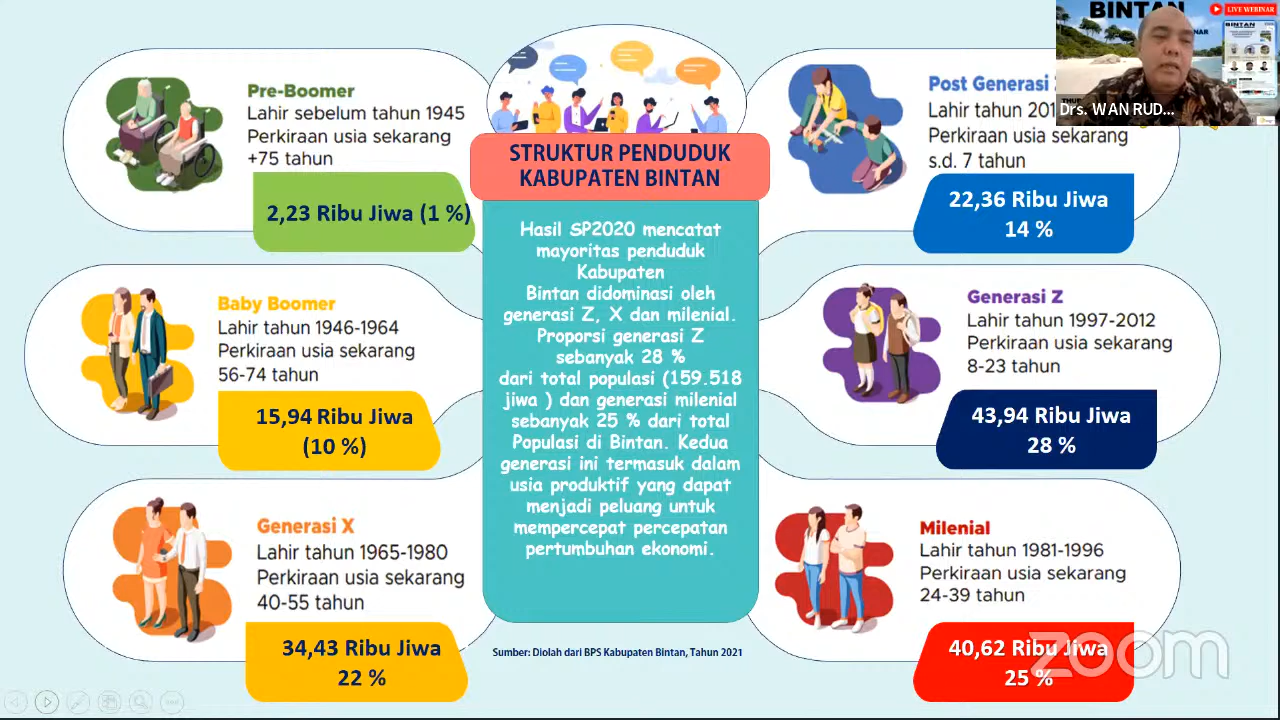 Pre-Boomer
Lahir sebelum tahun 1945
Perkiraan usia sekarang
+75 tahun
2,23 Ribu Jiwa (1 %)
Baby Boomer
Lahir tahun 1946-1964
Perkiraan usia sekarang
56-74 tahun
15,94 Ribu Jiwa
(10 %)
Generasi X
Lahir tahun 1965-1980
Perkiraan usia sekarang
40-55 tahun
34,43 Ribu Jiwa
22 %
STRUKTUR PENDUDUK
KABUPATEN BINTAN
Hasil SP2020 mencatat
mayoritas penduduk
Kabupaten
Bintan didominasi oleh
generasi Z, X dan milenial.
Proporsi generasi Z
sebanyak 28 %
dari total populasi (159.518
jiwa ) dan generasi milenial
sebanyak 25 % dari total
Populasi di Bintan. Kedua
generasi ini termasuk dalam
usia produktif yang dapat
menjadi peluang untuk
mempercepat percepatan
pertumbuhan ekonomi.
Sumber: Diolah dari BPS Kabupaten Bintan, Tahun 2021
Post Generasi
Lahir tahun 201
Perkiraan usia sekarang
s.d. 7 tahun
22,36 Ribu Jiwa
14 %
Generasi Z
Lahir tahun 1997-2012
Perkiraan usia sekarang
8-23 tahun
43,94 Ribu Jiwa
28 %
Milenial
Lahir tahun 1981-1996
Perkiraan usia sekarang
24-39 tahun
40,62 Ribu Jiwa
25 %
BINTAN
LIVE WEBINAR
BINTAN
Drs. WAN RUD...
zoom